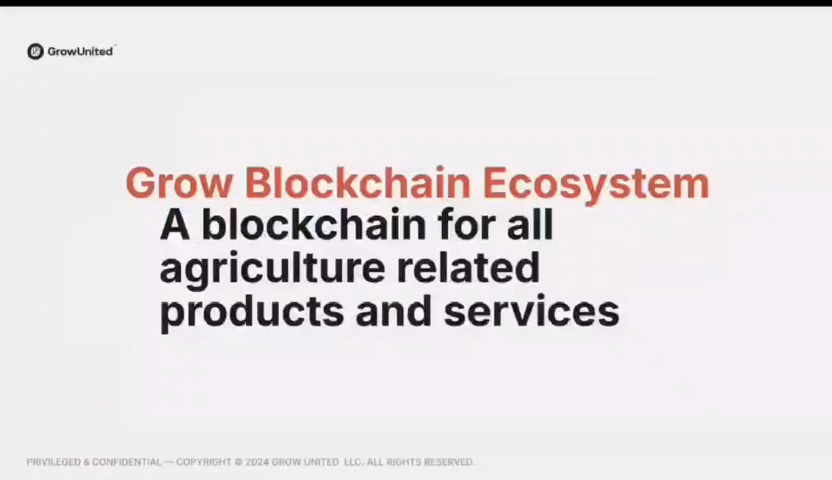 GrowUnited
Grow Blockchain Ecosystem
A blockchain for all
agriculture related
products and services
PRIVILEGED & CONFIDENTIAL — COPYRIGHT © 2024 GROW UNITED LLC. ALL RIGHTS RESERVED.